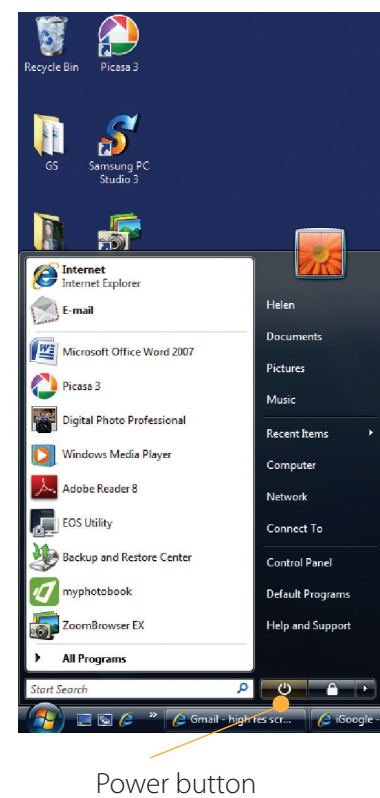 Recycle Bin
Picasa 3
GS
Samsung PC
Studio 3
Internet
Internet Explorer
E-mail
Microsoft Office Word 2007
Picasa 3
Digital Photo Professional
Windows Media Player
Adobe Reader 8
EOS Utility
Backup and Restore Center
myphotobook
ZoomBrowser EX
All Programs
Start Search
Helen
Documents
Pictures
Music
Recent Items
Computer
Network
Connect To
Control Panel
Default Programs
Help and Support
Gmail - high res scr...
iGoogle -
Power button